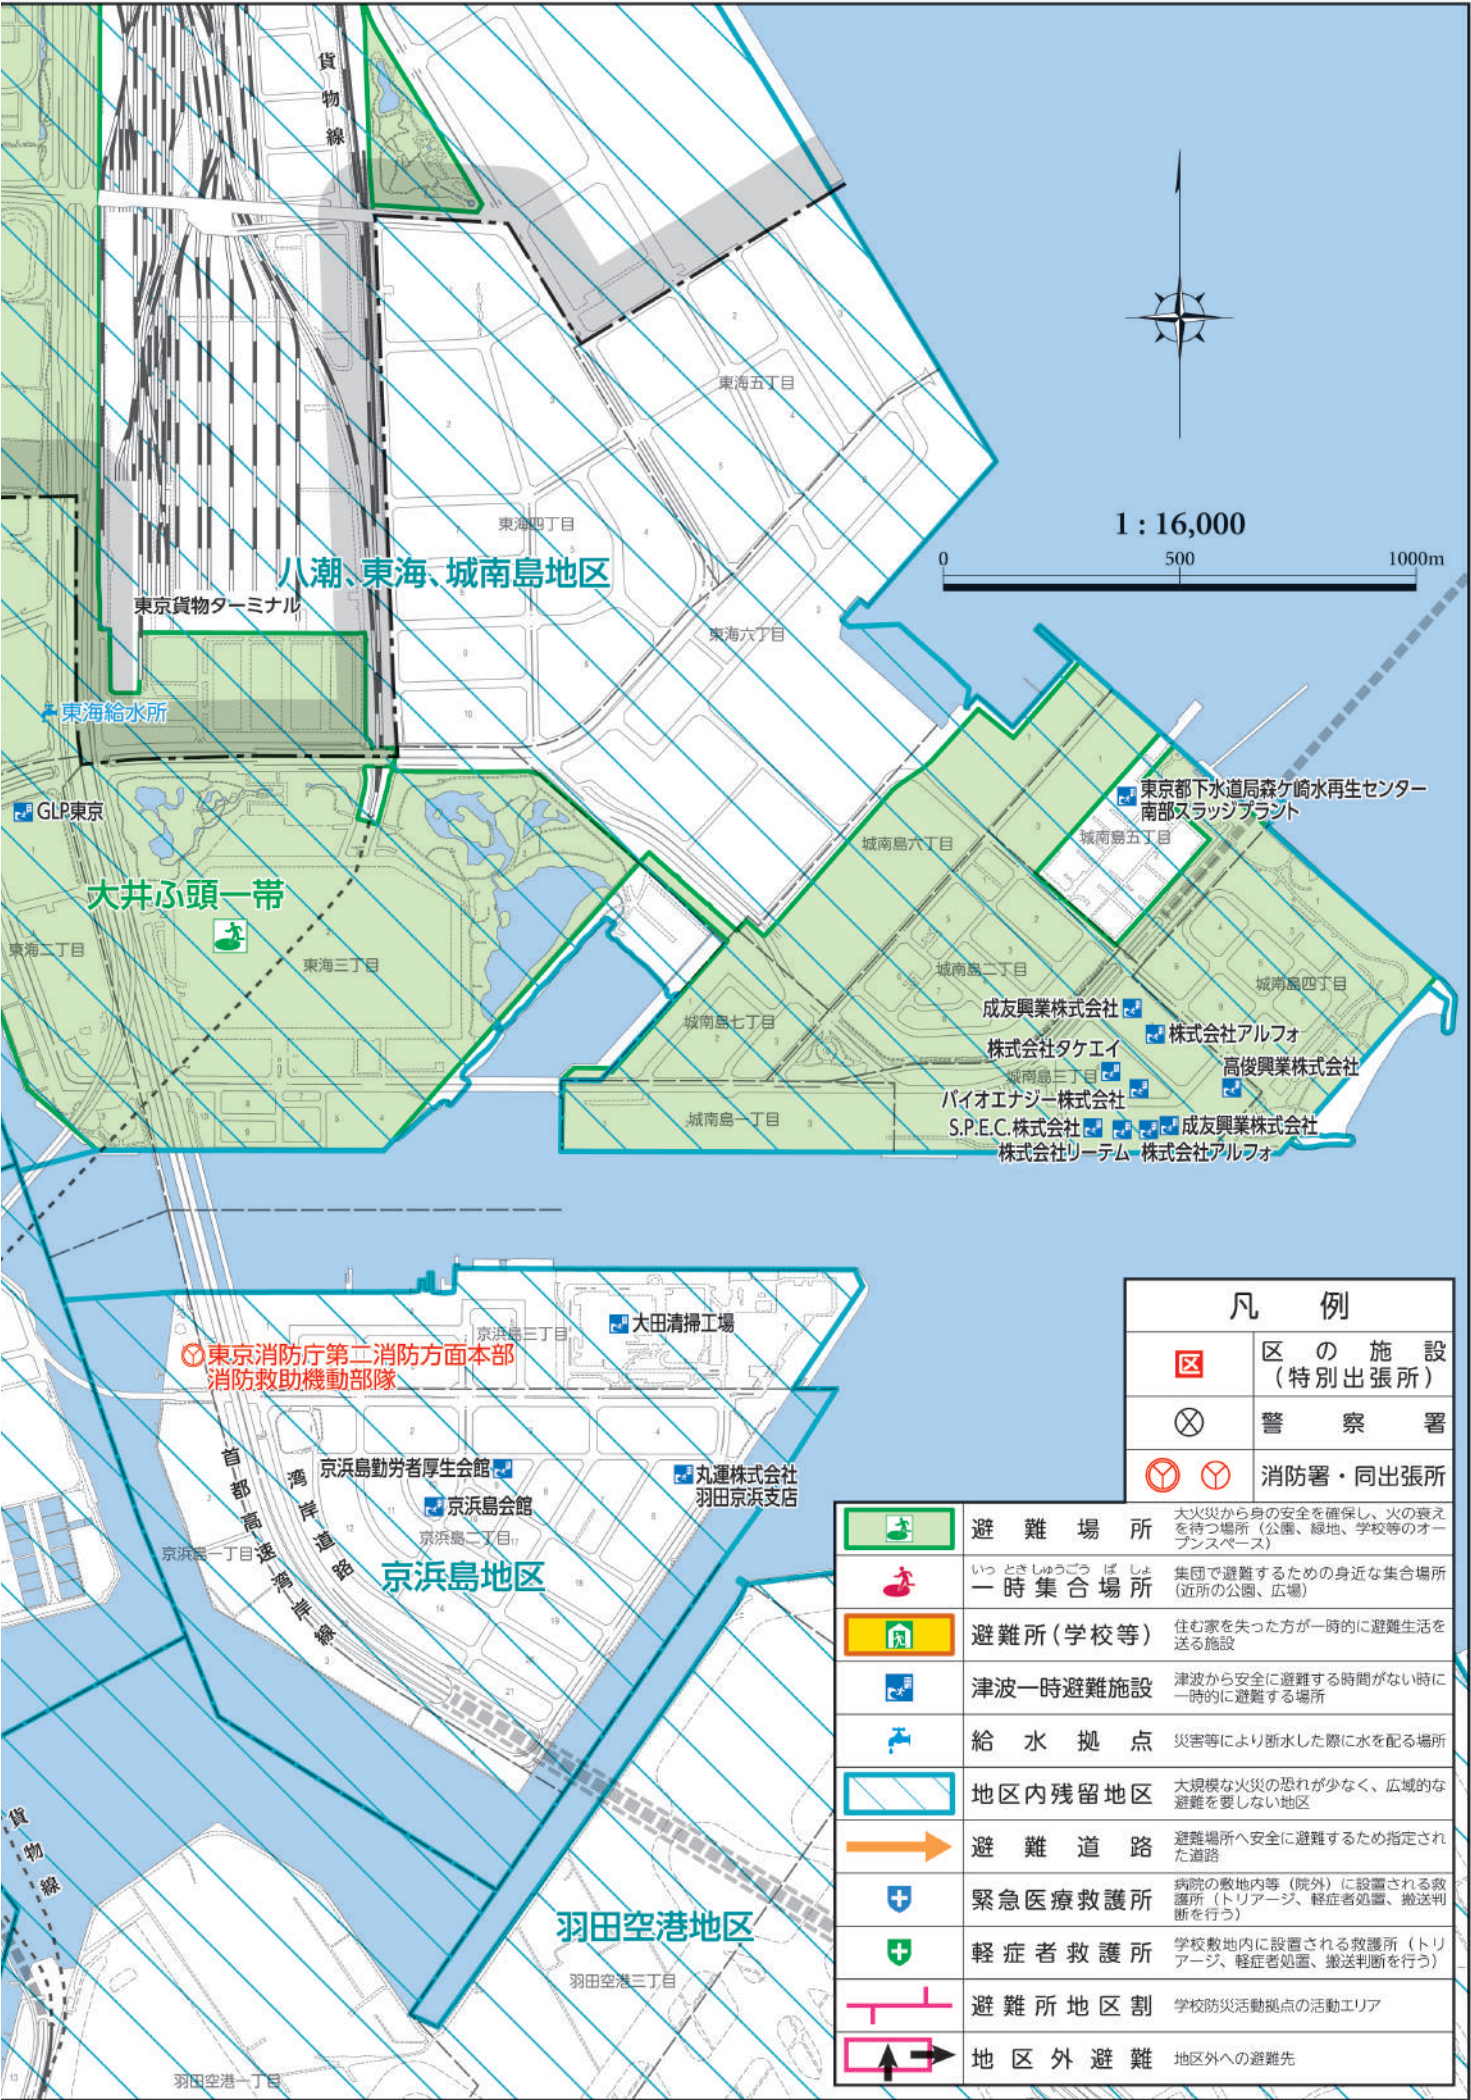 貨物線
東海五丁目
1 : 16,000
0 500 1000m
東海四丁目
八潮、東海、城南島地区
東京貨物ターミナル
東海六丁目
東海給水所
GLP東京
東京都下水道局森ケ崎水再生センター
南部スラッジプラント
城南島五丁目
城南島六丁目
大井ふ頭一帯
東海二丁目
東海三丁目
城南島二丁目
城南島四丁目
成友興業株式会社
城南島七丁目
株式会社アルフォ
株式会社タケエイ
城南島三丁目
高俊興業株式会社
バイオエナジー株式会社
城南島一丁目
S.P.E.C.株式会社
成友興業株式会社
株式会社リーテム 株式会社アルフォ
京浜島三丁目
大田清掃工場
東京消防庁第二消防方面本部
消防救助機動部隊
首都高速湾岸線
湾岸道路
京浜島勤労者厚生会館
丸運株式会社
羽田京浜支店
京浜島会館
京浜島二丁目
京浜島一丁目
京浜島地区
貨物線
羽田空港地区
羽田空港三丁目
羽田空港一丁目
凡例
区の施設
(特別出張所)
警察署
消防署・同出張所
避難場所
大火災から身の安全を確保し、火の衰え
を待つ場所(公園、緑地、学校等のオー
プンスペース)
いっときしゅうごうばしょ
一時集合場所
集団で避難するための身近な集合場所
(近所の公園、広場)
避難所(学校等)
住む家を失った方が一時的に避難生活を
送る施設
津波一時避難施設
津波から安全に避難する時間がない時に
一時的に避難する場所
給水拠点
災害等により断水した際に水を配る場所
地区内残留地区
大規模な火災の恐れが少なく、広域的な
避難を要しない地区
避難道路
避難場所へ安全に避難するため指定され
た道路
緊急医療救護所
病院の敷地内等(院外)に設置される救
護所(トリアージ、軽症者処置、搬送判
断を行う)
軽症者救護所
学校敷地内に設置される救護所(トリ
アージ、軽症者処置、搬送判断を行う)
避難所地区割
学校防災活動拠点の活動エリア
地区外避難
地区外への避難先